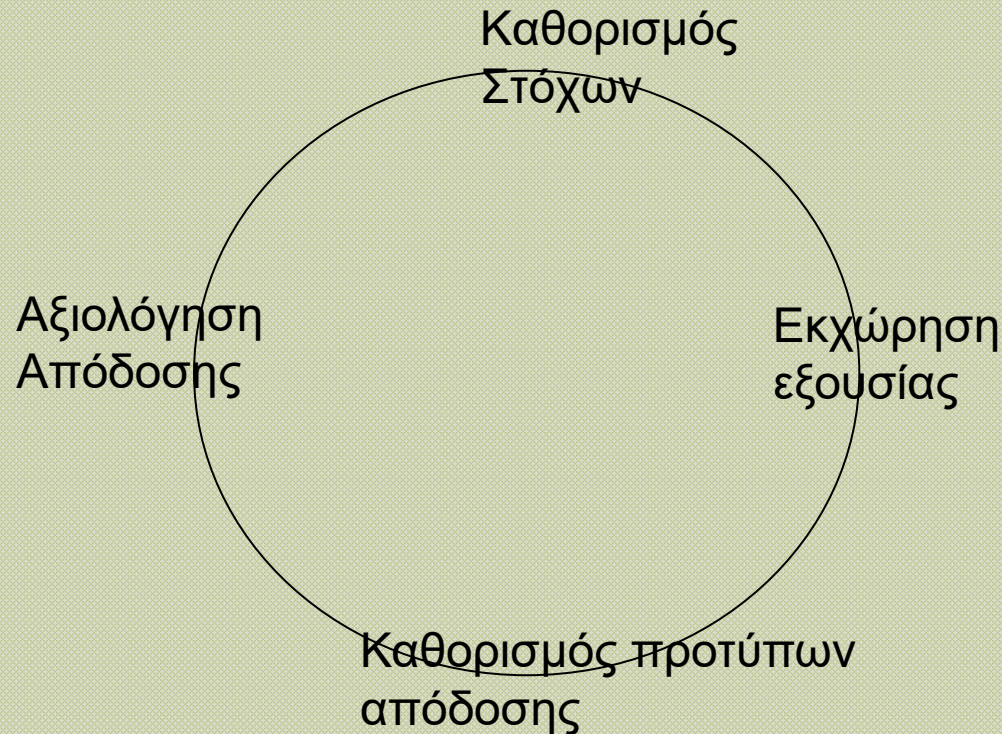 Καθορισμός
Στόχων
Αξιολόγηση
Απόδοσης
Εκχώρηση
εξουσίας
Καθορισμός προτύπων
απόδοσης